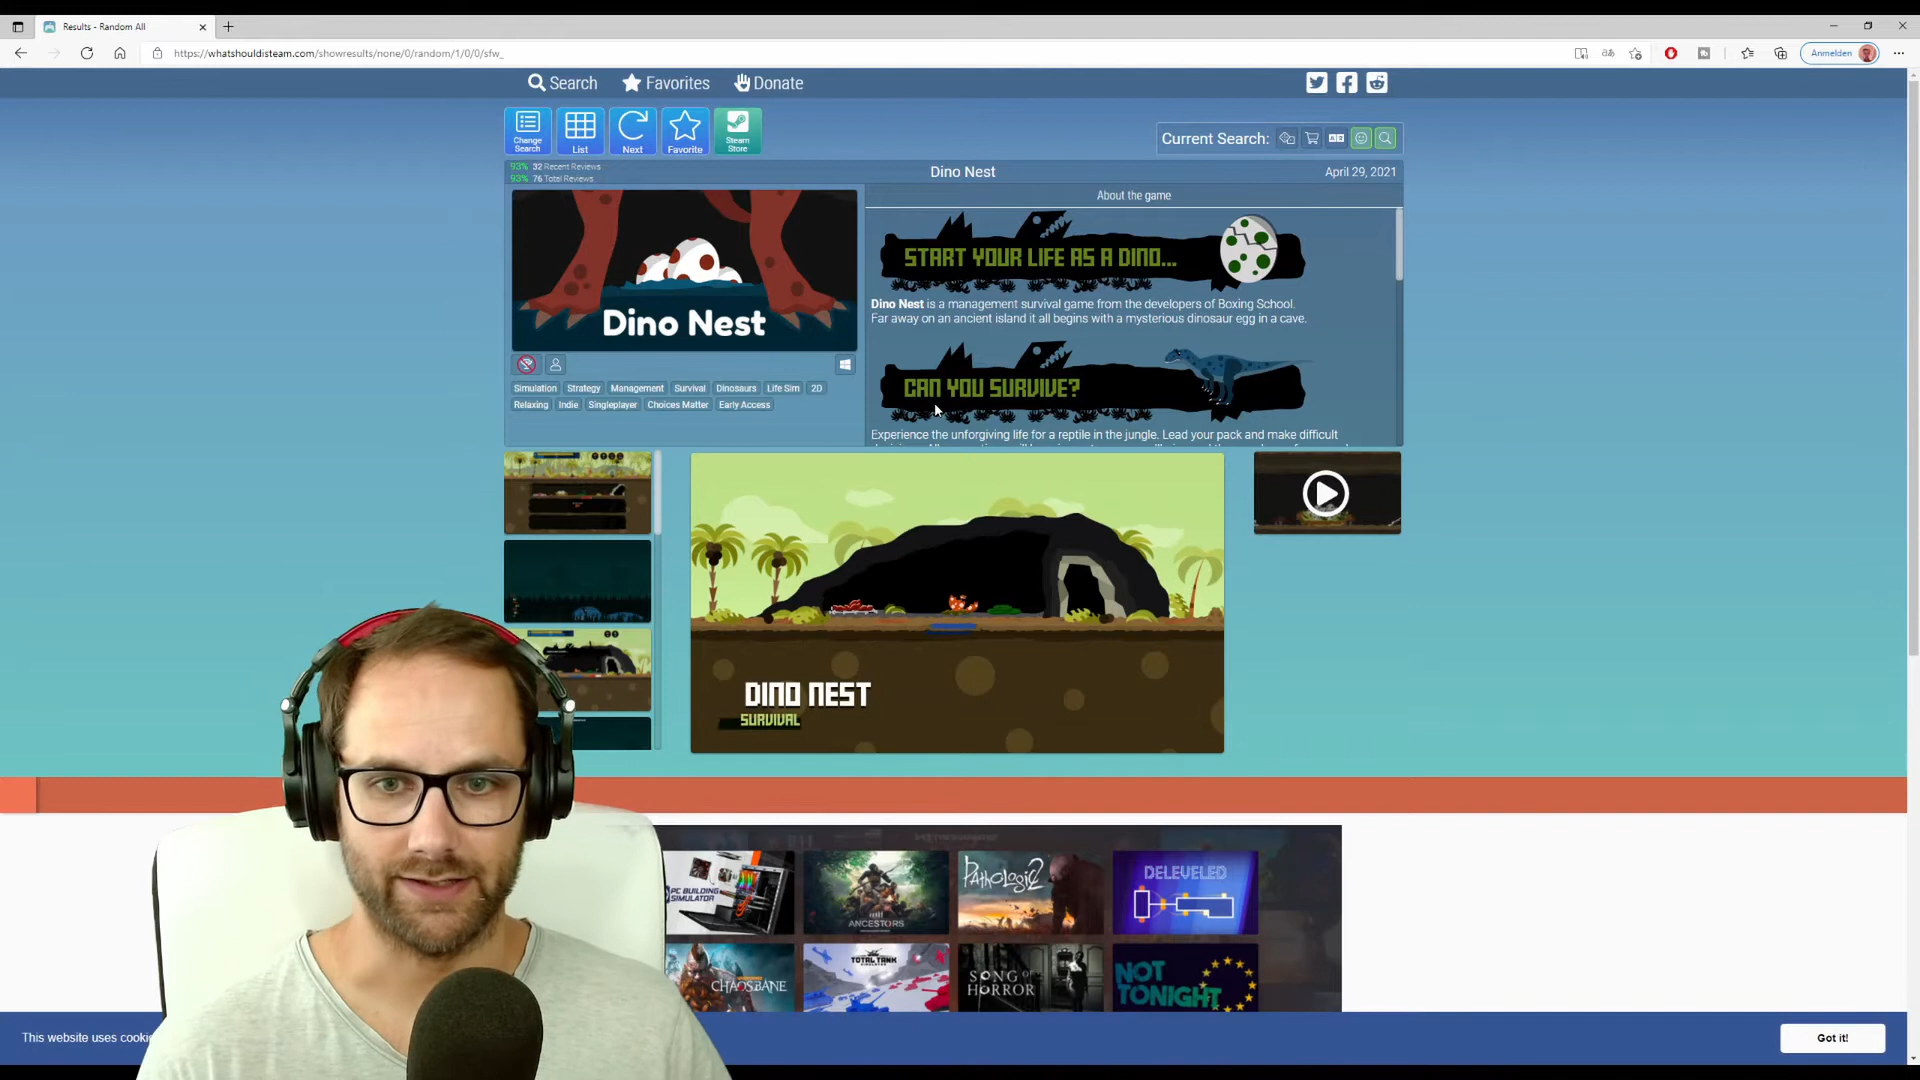 Results - Random All
https://whatshouldisteam.com/showresults/none/0/random/1/0/0/sfw_
Anmelden
Search
Favorites
Donate
Change Search
List
Next
Favorite
Steam Store
Current Search:
93% 32 Recent Reviews
93% 76 Total Reviews
Dino Nest
April 29, 2021
About the game
START YOUR LIFE AS A DINO...
Dino Nest is a management survival game from the developers of Boxing School.
Far away on an ancient island it all begins with a mysterious dinosaur egg in a cave.
CAN YOU SURVIVE?
Experience the unforgiving life for a reptile in the jungle. Lead your pack and make difficult
Dino Nest
Simulation Strategy Management Survival Dinosaurs Life Sim 2D
Relaxing Indie Singleplayer Choices Matter Early Access
DINO NEST
SURVIVAL
PC BUILDING SIMULATOR
ANCESTORS
PATHOLOGIC 2
DELEVELED
CHAOSBANE
TOTAL TANK SIMULATOR
SONG OF HORROR
NOT TONIGHT
This website uses cookie
Got it!